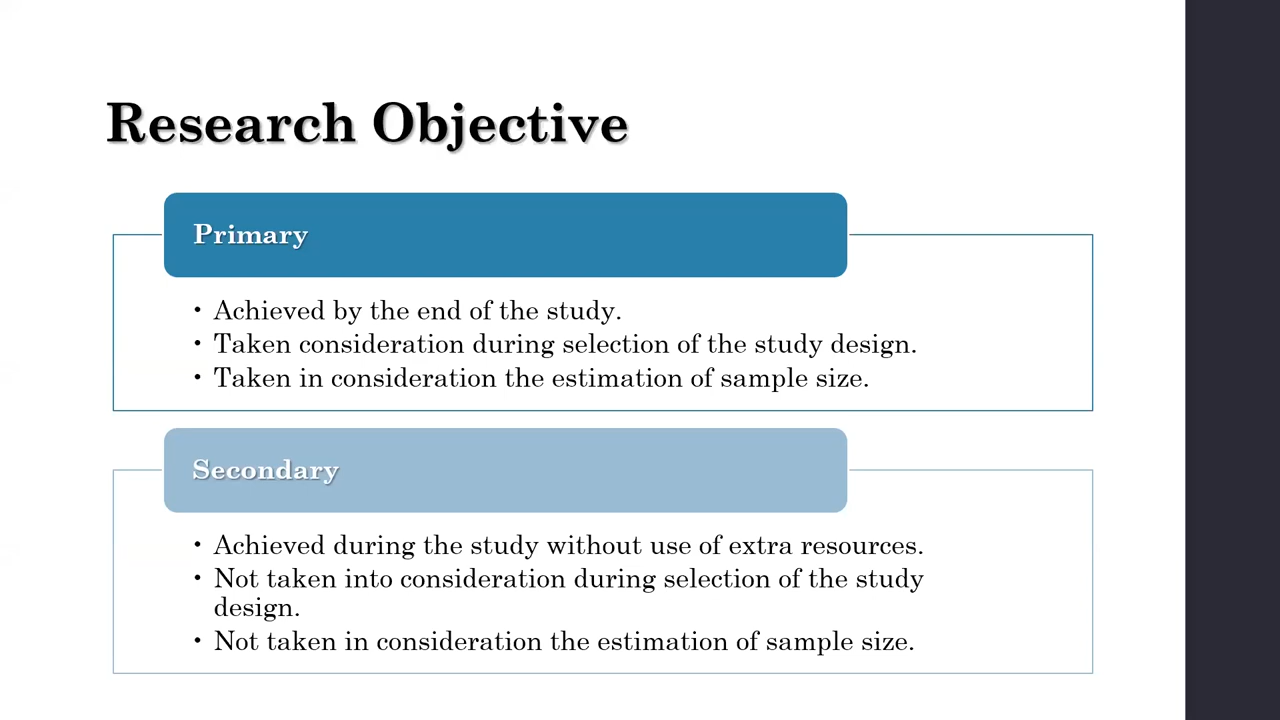 Research Objective
Primary
• Achieved by the end of the study.
• Taken consideration during selection of the study design.
• Taken in consideration the estimation of sample size.
Secondary
• Achieved during the study without use of extra resources.
• Not taken into consideration during selection of the study
design.
• Not taken in consideration the estimation of sample size.